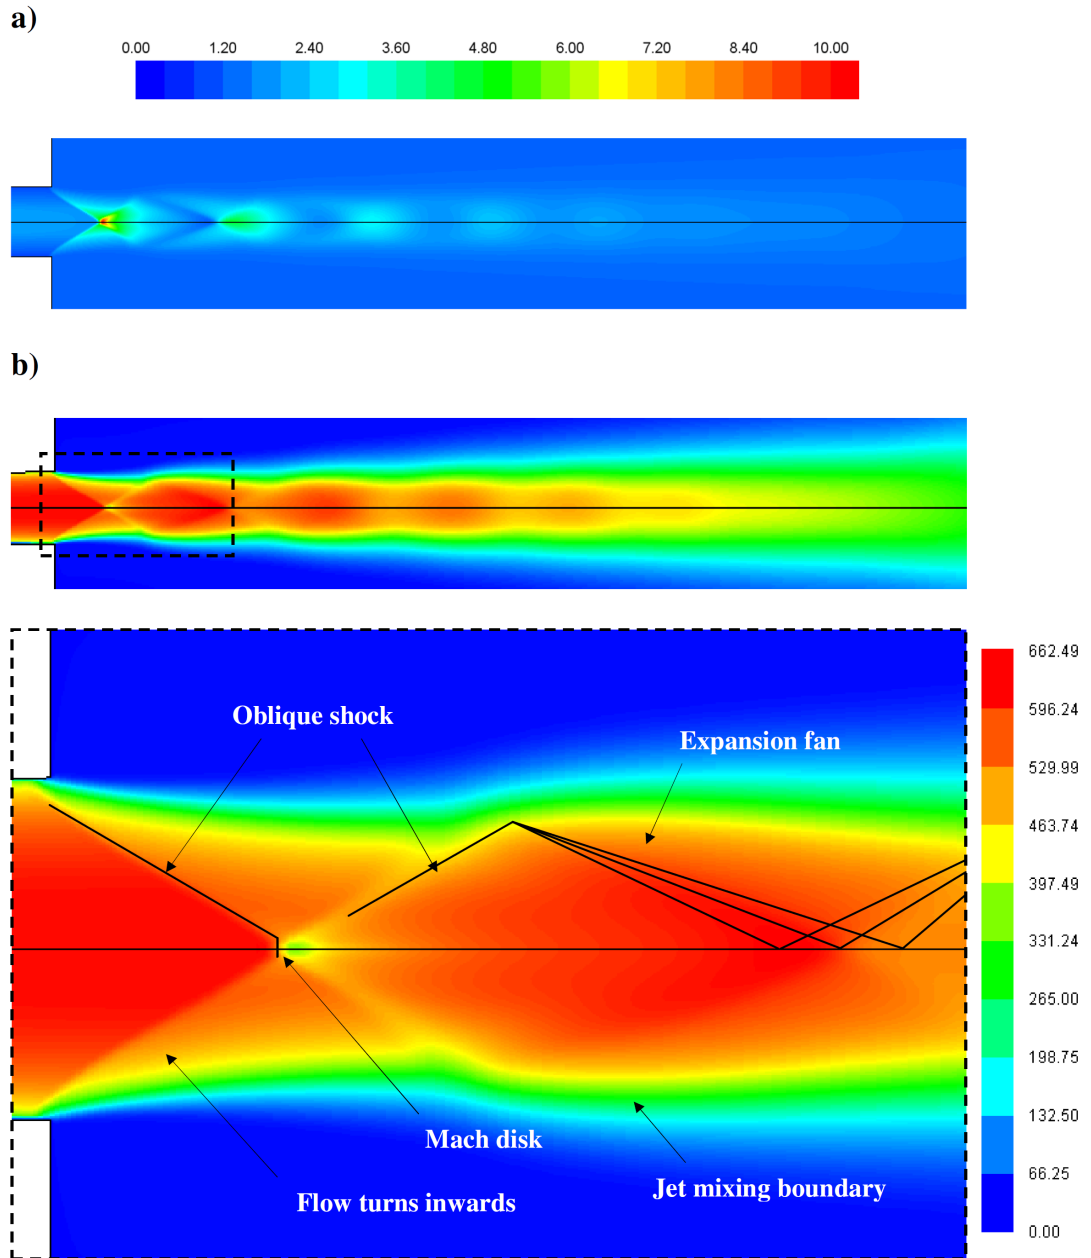 a)
0.00 1.20 2.40 3.60 4.80 6.00 7.20 8.40 10.00
b)
662.49
596.24
Oblique shock
Expansion fan
529.99
463.74
397.49
331.24
265.00
198.75
Mach disk
132.50
Jet mixing boundary
Flow turns inwards
66.25
0.00